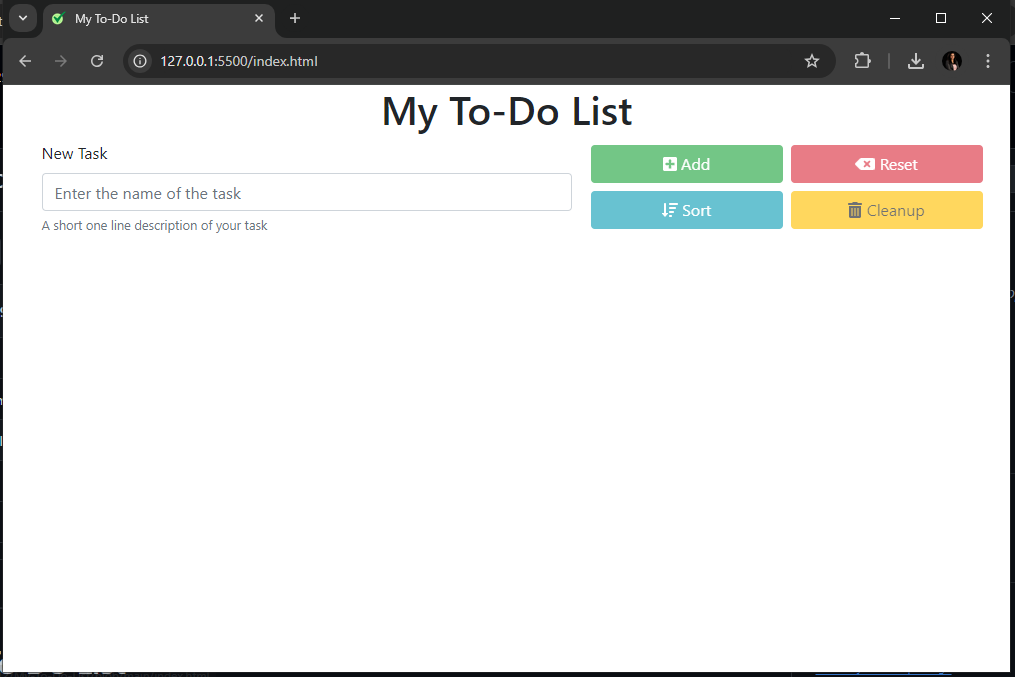 My To-Do List
127.0.0.1:5500/index.html
My To-Do List
New Task
Enter the name of the task
A short one line description of your task
Add
Reset
Sort
Cleanup